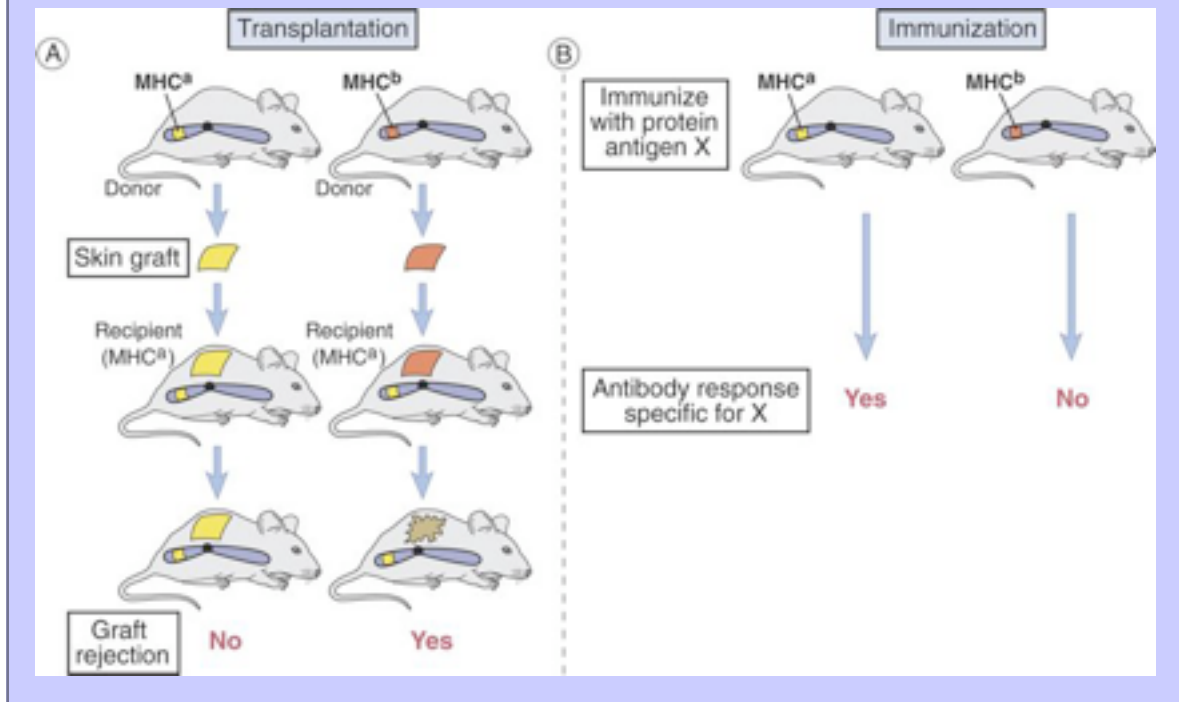 Transplantation
A
MHCa
MHCb
Donor
Donor
Skin graft
Recipient
(MHCa)
Recipient
(MHCa)
Graft
rejection
No
Yes
Immunization
B
Immunize
with protein
antigen X
MHCa
MHCb
Antibody response
specific for X
Yes
No